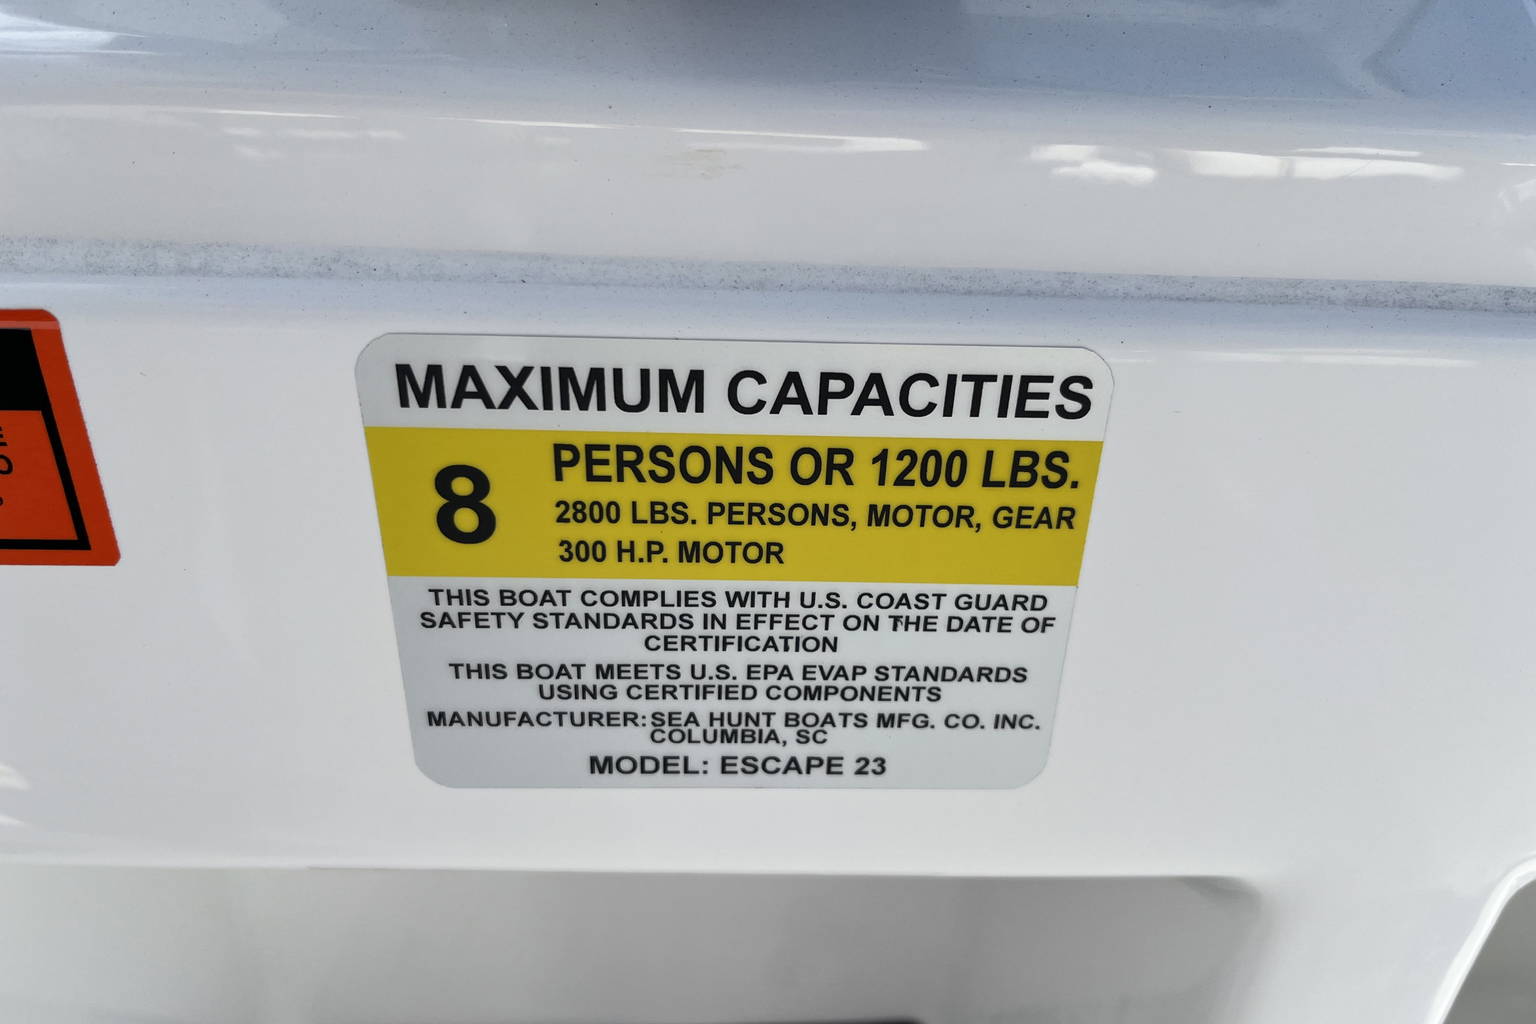 MAXIMUM CAPACITIES
8
PERSONS OR 1200 LBS.
2800 LBS. PERSONS, MOTOR, GEAR
300 H.P. MOTOR
THIS BOAT COMPLIES WITH U.S. COAST GUARD
SAFETY STANDARDS IN EFFECT ON THE DATE OF
CERTIFICATION
THIS BOAT MEETS U.S. EPA EVAP STANDARDS
USING CERTIFIED COMPONENTS
MANUFACTURER: SEA HUNT BOATS MFG. CO. INC.
COLUMBIA, SC
MODEL: ESCAPE 23